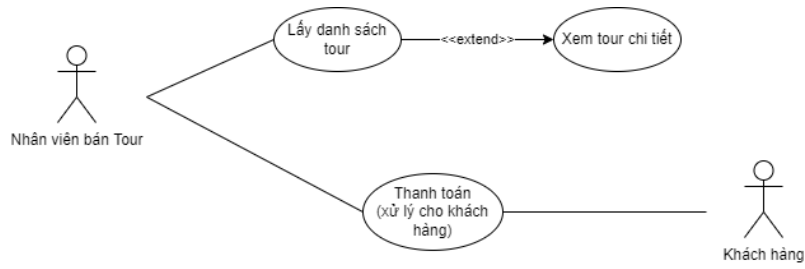 Lấy danh sách
tour
<<extend>>
Xem tour chi tiết
Nhân viên bán Tour
Thanh toán
(xử lý cho khách
hàng)
Khách hàng